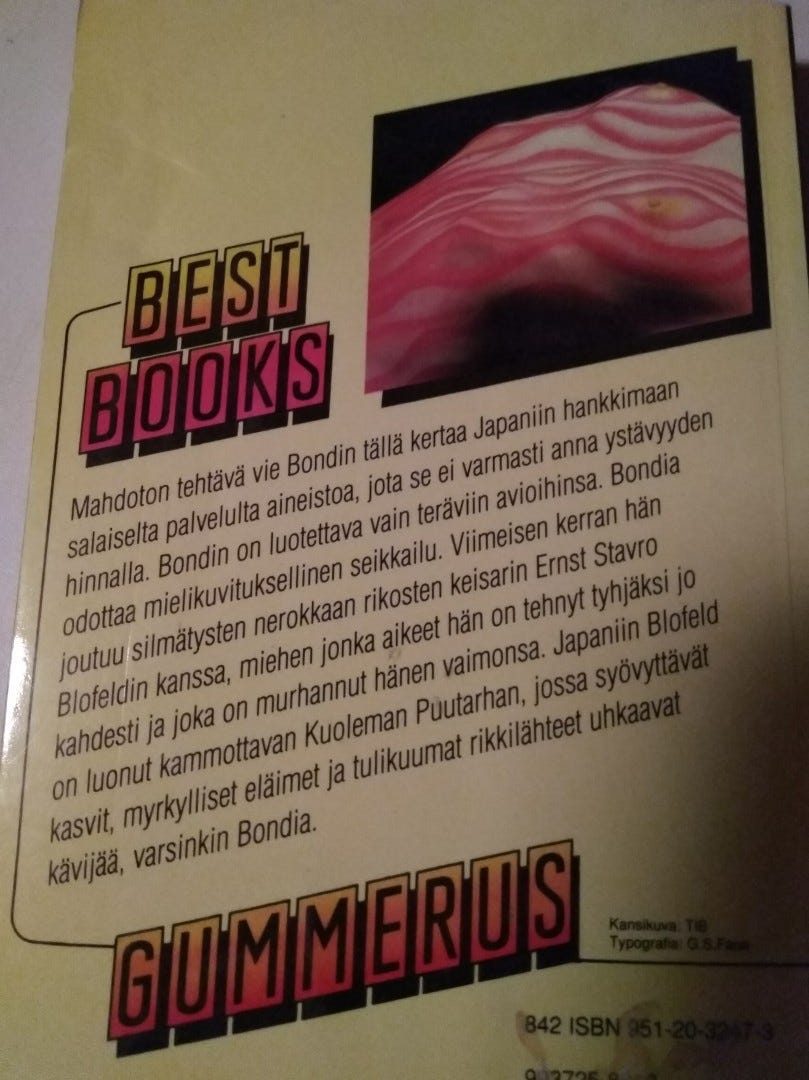 BEST
BOOKS
Mahdoton tehtävä vie Bondin tällä kertaa Japaniin hankkimaan
salaiselta palvelulta aineistoa, jota se ei varmasti anna ystävyyden
hinnalla. Bondin on luotettava vain teräviin avioihinsa. Bondia
odottaa mielikuvituksellinen seikkailu. Viimeisen kerran hän
joutuu silmätysten nerokkaan rikosten keisarin Ernst Stavro
Blofeldin kanssa, miehen jonka aikeet hän on tehnyt tyhjäksi jo
kahdesti ja joka on murhannut hänen vaimonsa. Japaniin Blofeld
on luonut kammottavan Kuoleman Puutarhan, jossa syövyttävät
kasvit, myrkylliset eläimet ja tulikuumat rikkilähteet uhkaavat
kävijää, varsinkin Bondia.
GUMMERUS
Kansikuva: TIB
Typografia: G.S.
842 ISBN 951-20-3247-3